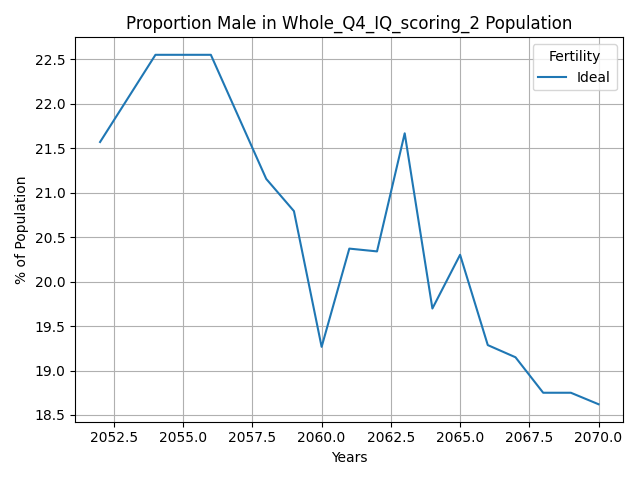 Proportion Male in Whole_Q4_IQ_scoring_2 Population
Fertility
Ideal
22.5
22.0
21.5
21.0
20.5
20.0
19.5
19.0
18.5
% of Population
2052.5 2055.0 2057.5 2060.0 2062.5 2065.0 2067.5 2070.0
Years